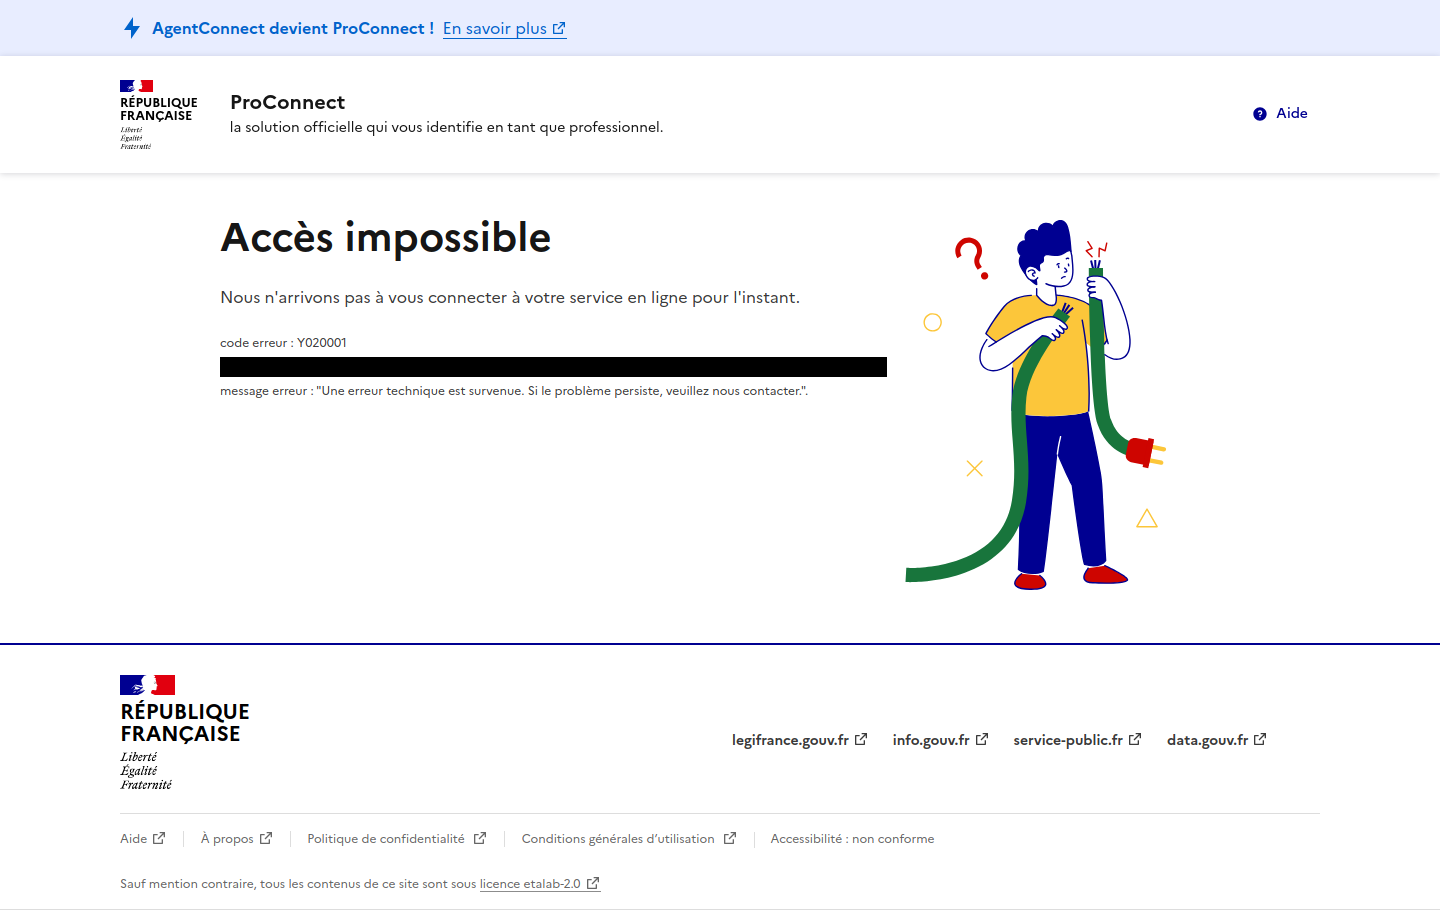 AgentConnect devient ProConnect ! En savoir plus
RÉPUBLIQUE
FRANÇAISE
Liberté
Égalité
Fraternité
ProConnect
la solution officielle qui vous identifie en tant que professionnel.
Aide
Accès impossible
Nous n'arrivons pas à vous connecter à votre service en ligne pour l'instant.
code erreur : Y020001
message erreur : "Une erreur technique est survenue. Si le problème persiste, veuillez nous contacter.".
RÉPUBLIQUE
FRANÇAISE
Liberté
Égalité
Fraternité
legifrance.gouv.fr info.gouv.fr service-public.fr data.gouv.fr
Aide À propos Politique de confidentialité Conditions générales d’utilisation Accessibilité : non conforme
Sauf mention contraire, tous les contenus de ce site sont sous licence etalab-2.0